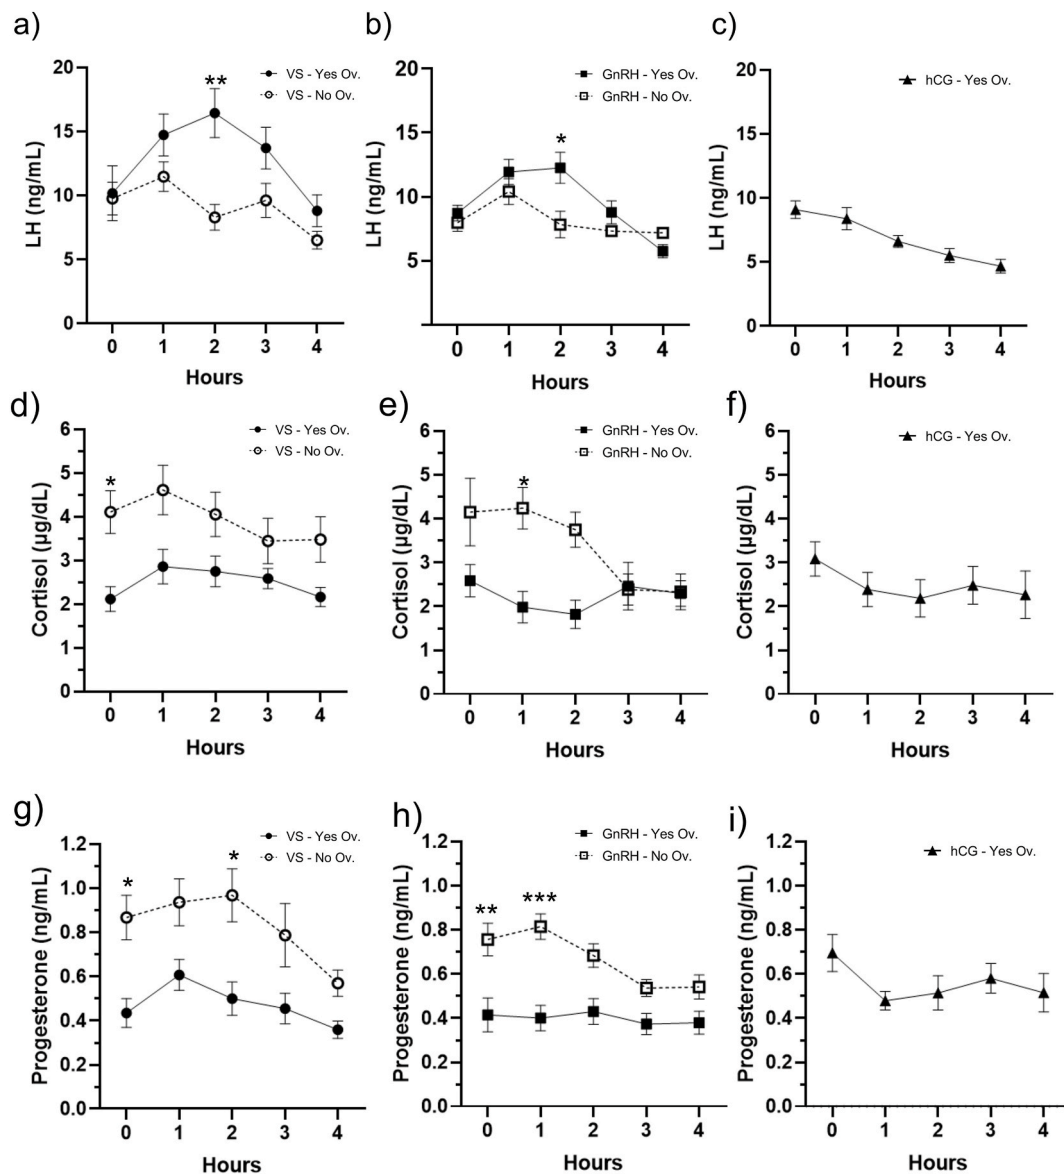 a)
VS - Yes Ov.
VS - No Ov.
**
LH (ng/mL)
20
15
10
5
0
0 1 2 3 4
Hours
b)
GnRH - Yes Ov.
GnRH - No Ov.
*
LH (ng/mL)
20
15
10
5
0 1 2 3 4
Hours
c)
hCG - Yes Ov.
LH (ng/mL)
20
15
10
5
0
0 1 2 3 4
Hours
d)
VS - Yes Ov.
VS - No Ov.
*
Cortisol (µg/dL)
6
5
4
3
2
1
0
0 1 2 3 4
Hours
e)
GnRH - Yes Ov.
GnRH - No Ov.
*
Cortisol (µg/dL)
6
5
4
3
2
1
0
0 1 2 3 4
Hours
f)
hCG - Yes Ov.
Cortisol (µg/dL)
6
5
4
3
2
1
0
0 1 2 3 4
Hours
g)
VS - Yes Ov.
VS - No Ov.
* *
Progesterone (ng/mL)
1.2
1.0
0.8
0.6
0.4
0.2
0.0
0 1 2 3 4
Hours
h)
GnRH - Yes Ov.
GnRH - No Ov.
** ***
Progesterone (ng/mL)
1.2
1.0
0.8
0.6
0.4
0.2
0.0
0 1 2 3 4
Hours
i)
hCG - Yes Ov.
Progesterone (ng/mL)
1.2
1.0
0.8
0.6
0.4
0.2
0.0
0 1 2 3 4
Hours